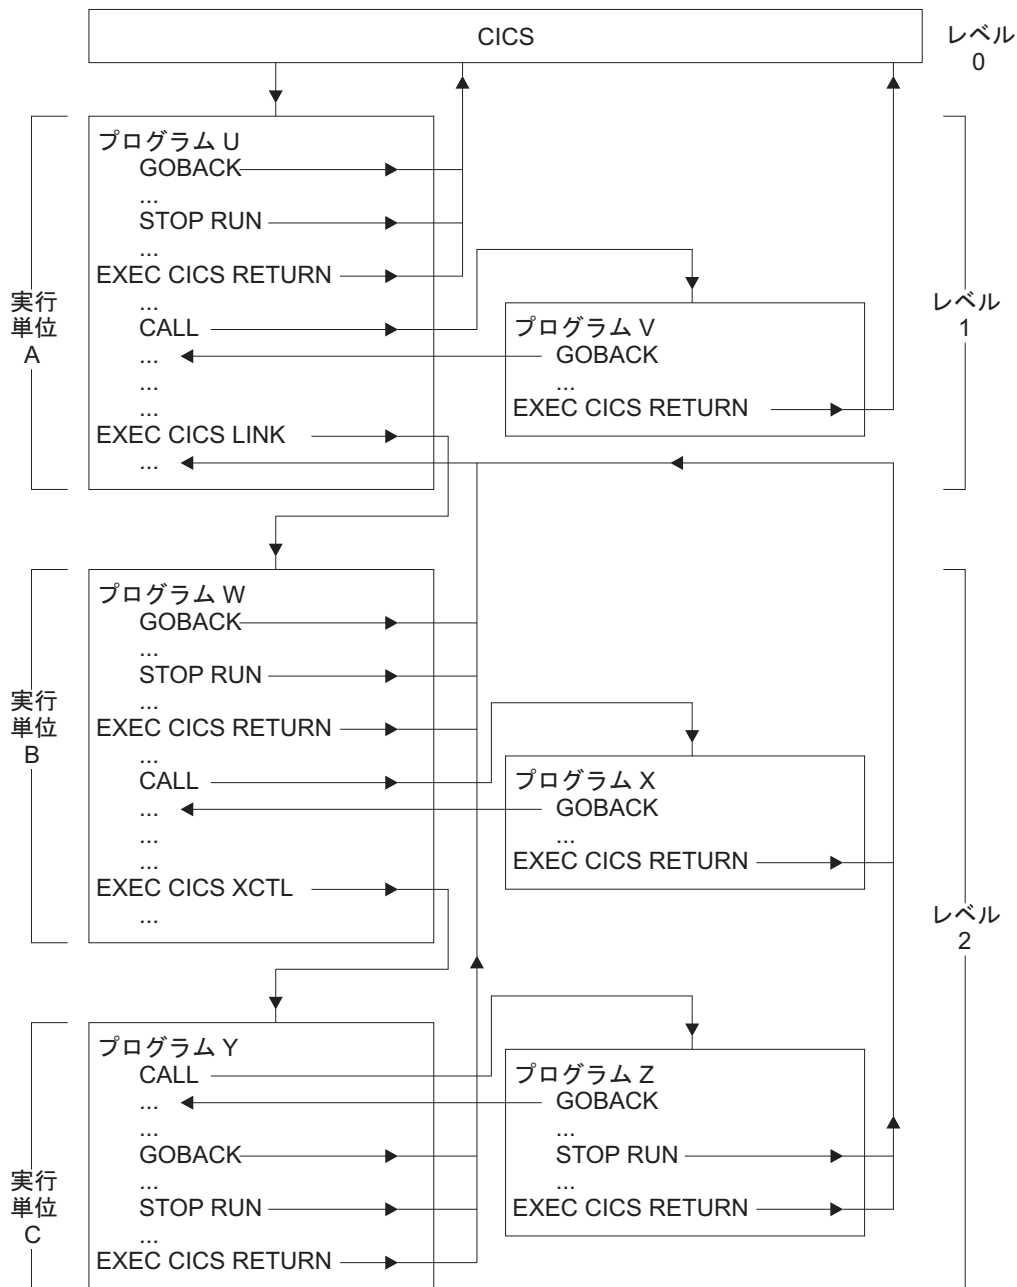 CICS
レベル
0
実行
単位
A
プログラム U
GOBACK
...
STOP RUN
...
EXEC CICS RETURN
...
CALL
...
...
...
EXEC CICS LINK
...
プログラム V
GOBACK
...
EXEC CICS RETURN
レベル
1
実行
単位
B
プログラム W
GOBACK
...
STOP RUN
...
EXEC CICS RETURN
...
CALL
...
...
...
EXEC CICS XCTL
...
プログラム X
GOBACK
...
EXEC CICS RETURN
レベル
2
実行
単位
C
プログラム Y
CALL
...
...
GOBACK
...
STOP RUN
...
EXEC CICS RETURN
プログラム Z
GOBACK
...
STOP RUN
...
EXEC CICS RETURN